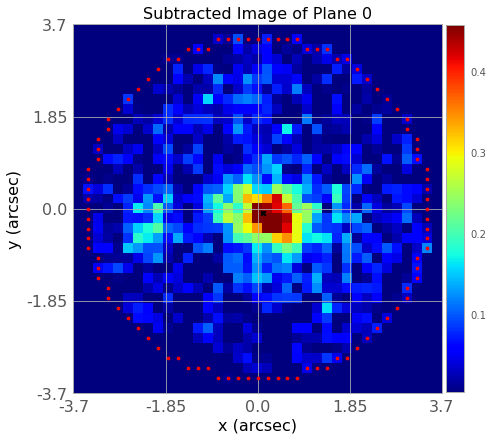 Subtracted Image of Plane 0
3.7
1.85
0.0
-1.85
-3.7
y (arcsec)
-3.7 -1.85 0.0 1.85 3.7
x (arcsec)
0.4
0.3
0.2
0.1